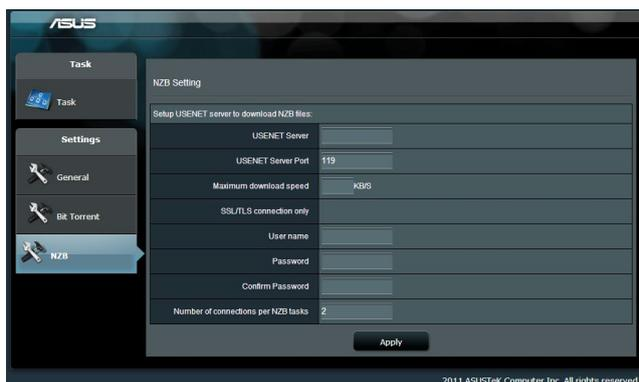 ASUS
Task
Task
Settings
General
Bit Torrent
NZB
NZB Setting
Setup USENET server to download NZB files:
USENET Server
USENET Server Port 119
Maximum download speed KB/S
SSL/TLS connection only
User name
Password
Confirm Password
Number of connections per NZB tasks 2
Apply
2011 ASUSTeK Computer Inc. All rights reserved